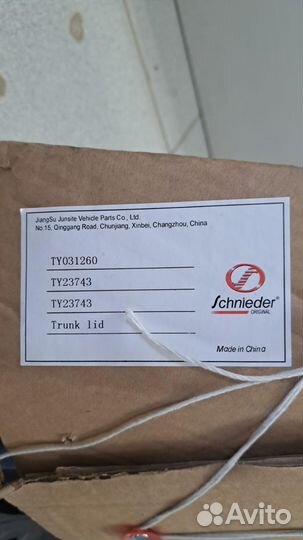 JiangSu Junsite Vehicle Parts Co., Ltd.
No.15, Qinggang Road, Chunjiang, Xinbei, Changzhou, China
TY031260
TY23743
TY23743
Trunk lid
Schnieder®
ORIGINAL
Made in China
Avito